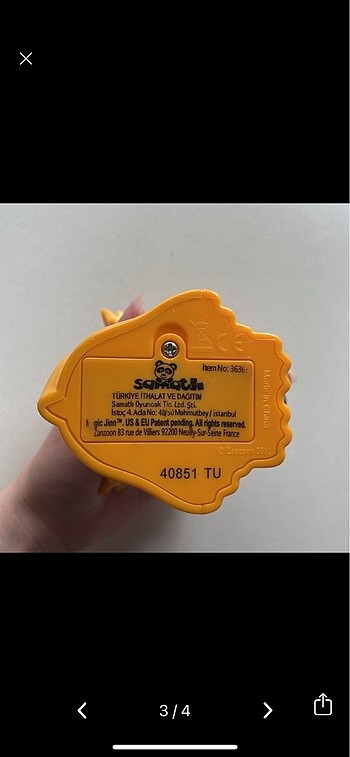 Item No: 3636
samatlı
TÜRKİYE İTHALAT VE DAĞITIM
Samatlı Oyuncak Tic. Ltd. Şti.
İstoç 4. Ada No: 48/50 Mahmutbey / istanbul
gic Jinn™. US & EU Patent pending. All rights reserved.
Zanzoon 83 rue de Villiers 92200 Neuilly-Sur-Seine France
Made in China
© Zanzoon
40851 TU
3/4